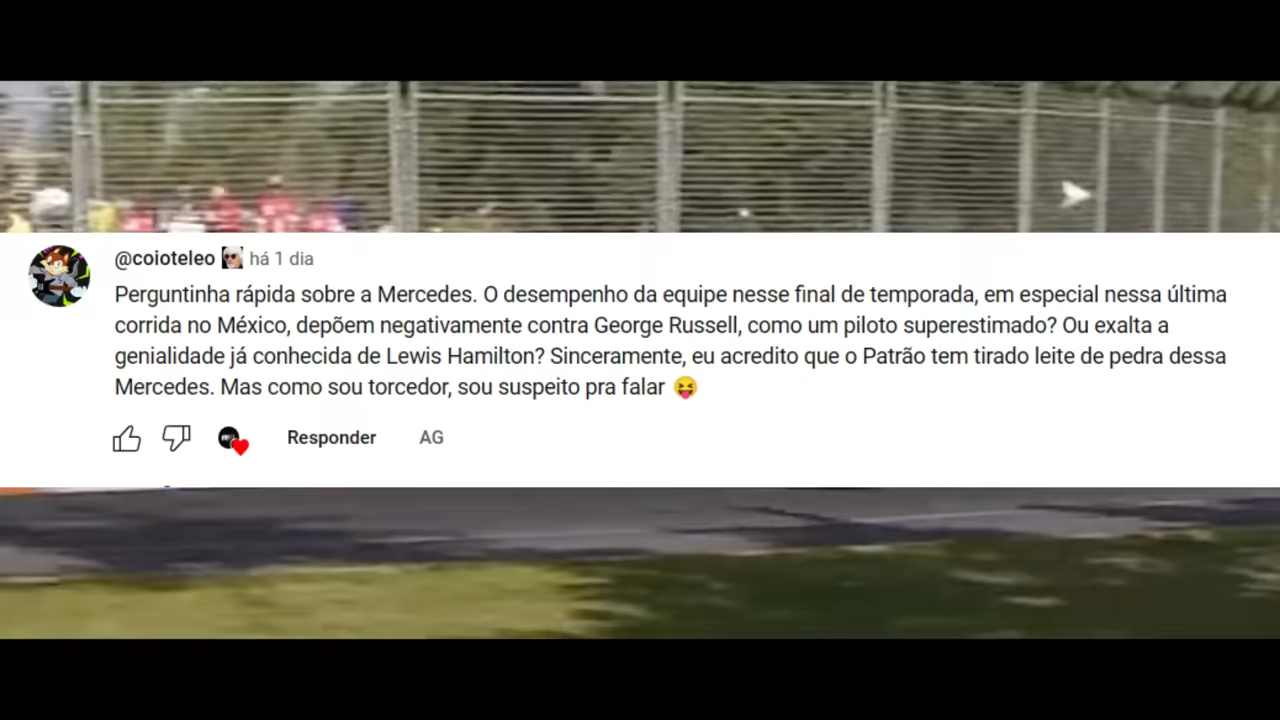 @coioteleo há 1 dia
Perguntinha rápida sobre a Mercedes. O desempenho da equipe nesse final de temporada, em especial nessa última
corrida no México, depõem negativamente contra George Russell, como um piloto superestimado? Ou exalta a
genialidade já conhecida de Lewis Hamilton? Sinceramente, eu acredito que o Patrão tem tirado leite de pedra dessa
Mercedes. Mas como sou torcedor, sou suspeito pra falar 😝
Responder AG